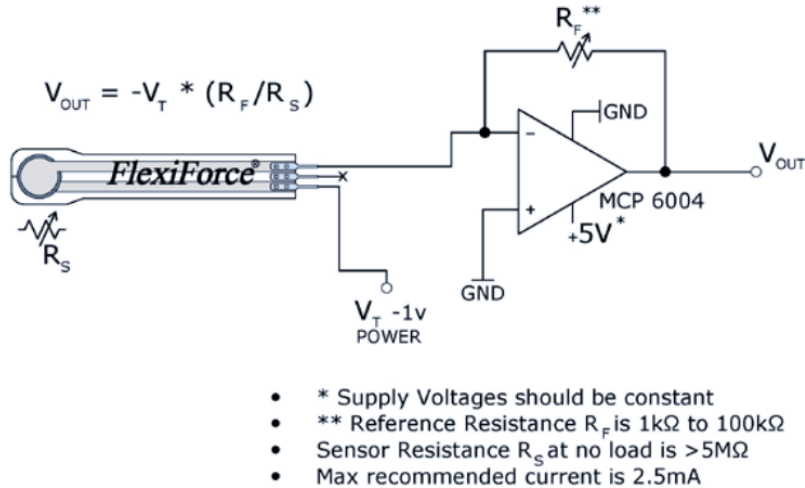 R_F **
V_OUT = -V_T * (R_F/R_S)
GND
FlexiForce®
V_OUT
MCP 6004
+5V*
R_S
GND
V_T -1v
POWER
• * Supply Voltages should be constant
• ** Reference Resistance R_F is 1kΩ to 100kΩ
• Sensor Resistance R_S at no load is >5MΩ
• Max recommended current is 2.5mA